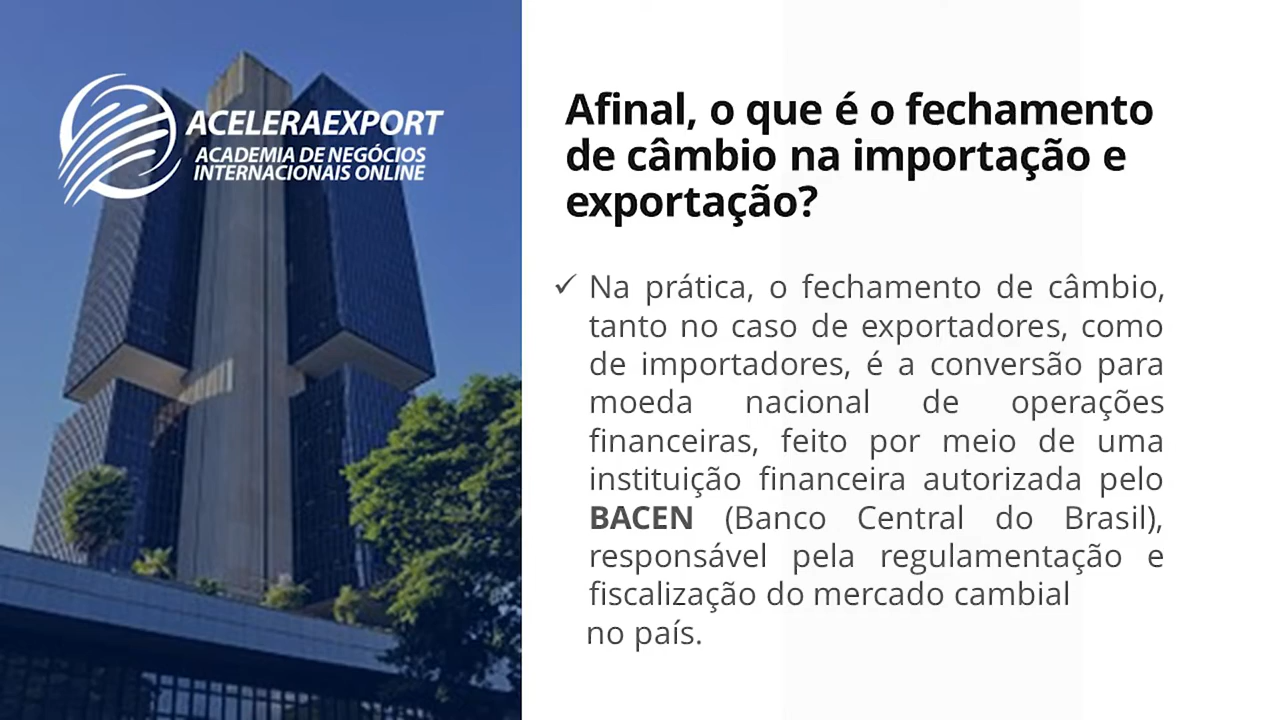 ACELERAEXPORT
ACADEMIA DE NEGÓCIOS
INTERNACIONAIS ONLINE
Afinal, o que é o fechamento
de câmbio na importação e
exportação?
✓ Na prática, o fechamento de câmbio,
tanto no caso de exportadores, como
de importadores, é a conversão para
moeda nacional de operações
financeiras, feito por meio de uma
instituição financeira autorizada pelo
BACEN (Banco Central do Brasil),
responsável pela regulamentação e
fiscalização do mercado cambial
no país.